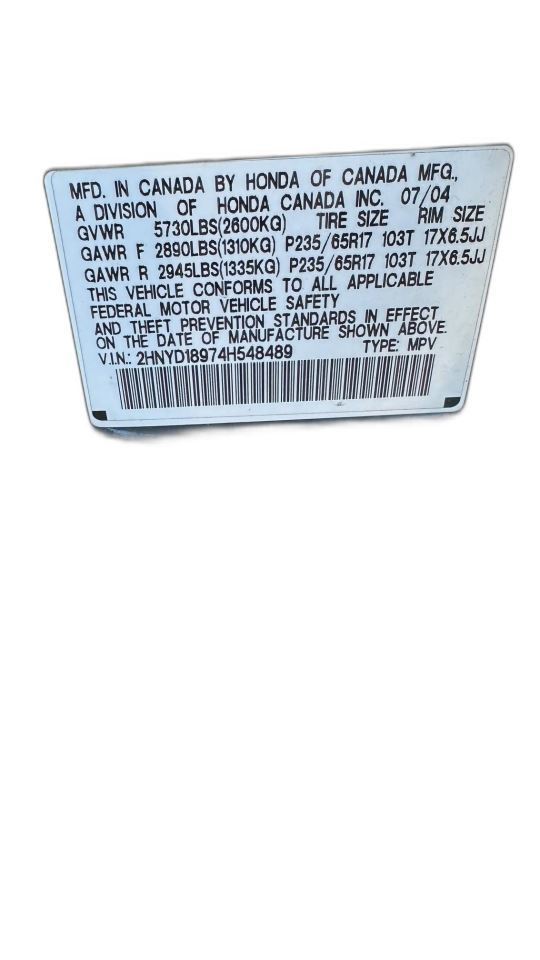 MFD. IN CANADA BY HONDA OF CANADA MFG.,
A DIVISION OF HONDA CANADA INC. 07/04
GVWR 5730LBS(2600KG) TIRE SIZE RIM SIZE
GAWR F 2890LBS(1310KG) P235/65R17 103T 17X6.5JJ
GAWR R 2945LBS(1335KG) P235/65R17 103T 17X6.5JJ
THIS VEHICLE CONFORMS TO ALL APPLICABLE
FEDERAL MOTOR VEHICLE SAFETY
AND THEFT PREVENTION STANDARDS IN EFFECT
ON THE DATE OF MANUFACTURE SHOWN ABOVE.
V.I.N.: 2HNYD18974H548489 TYPE: MPV